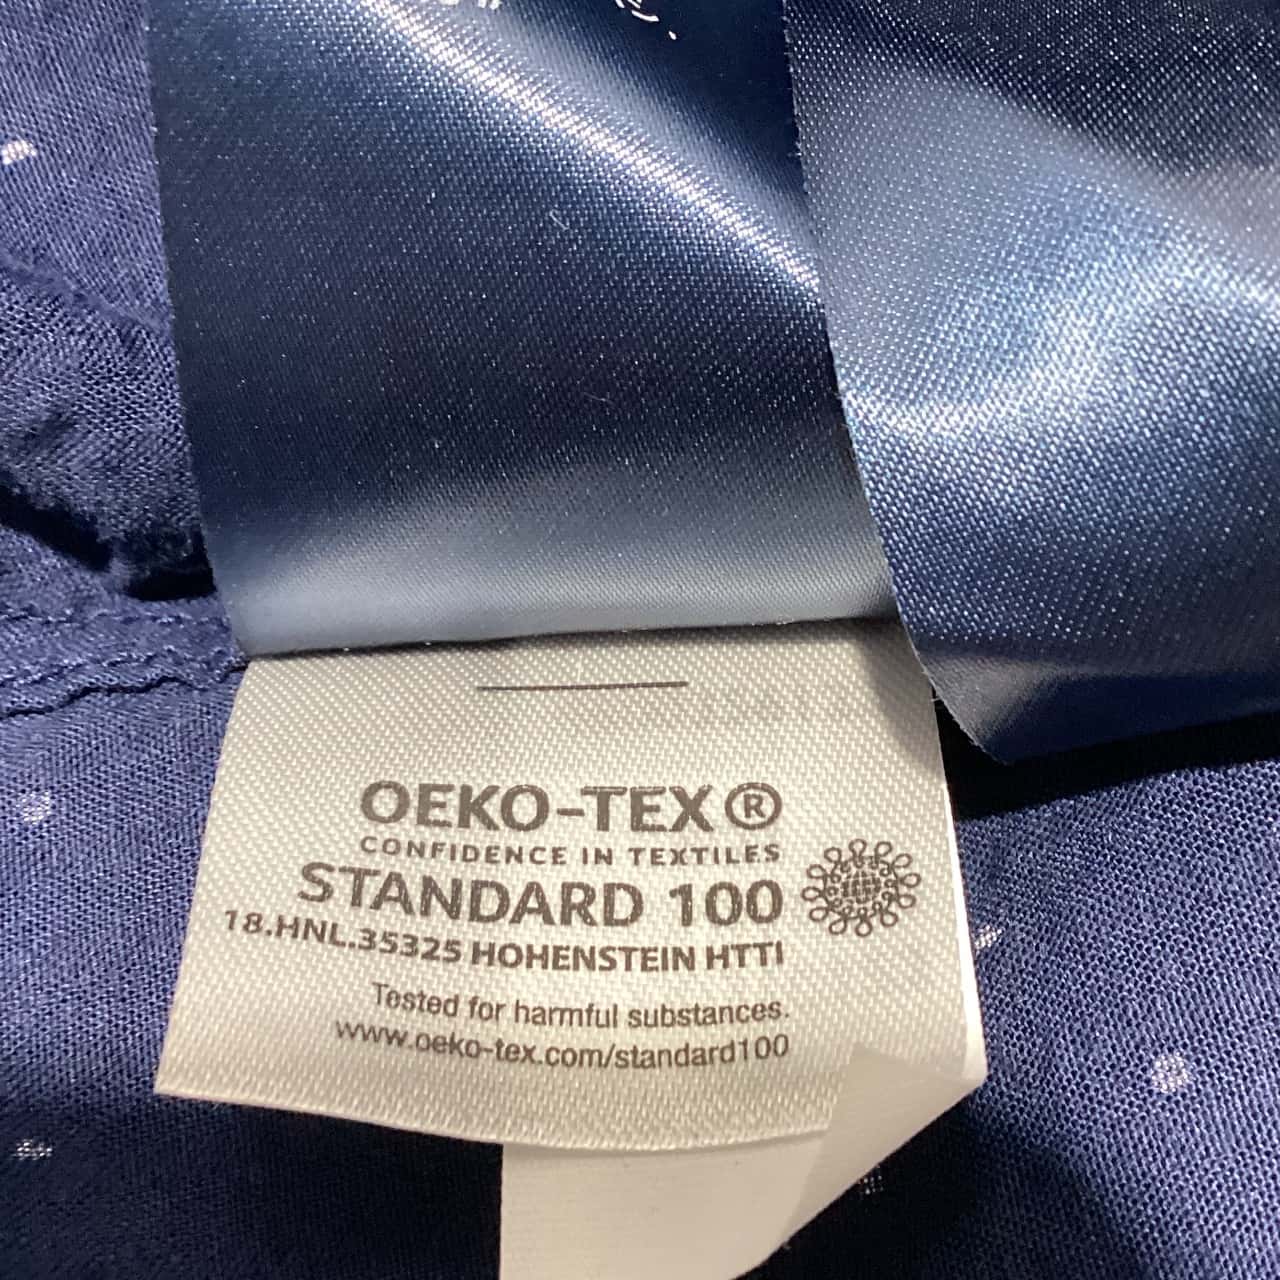 OEKO-TEX®
CONFIDENCE IN TEXTILES
STANDARD 100
18.HNL.35325 HOHENSTEIN HTTI
Tested for harmful substances.
www.oeko-tex.com/standard100